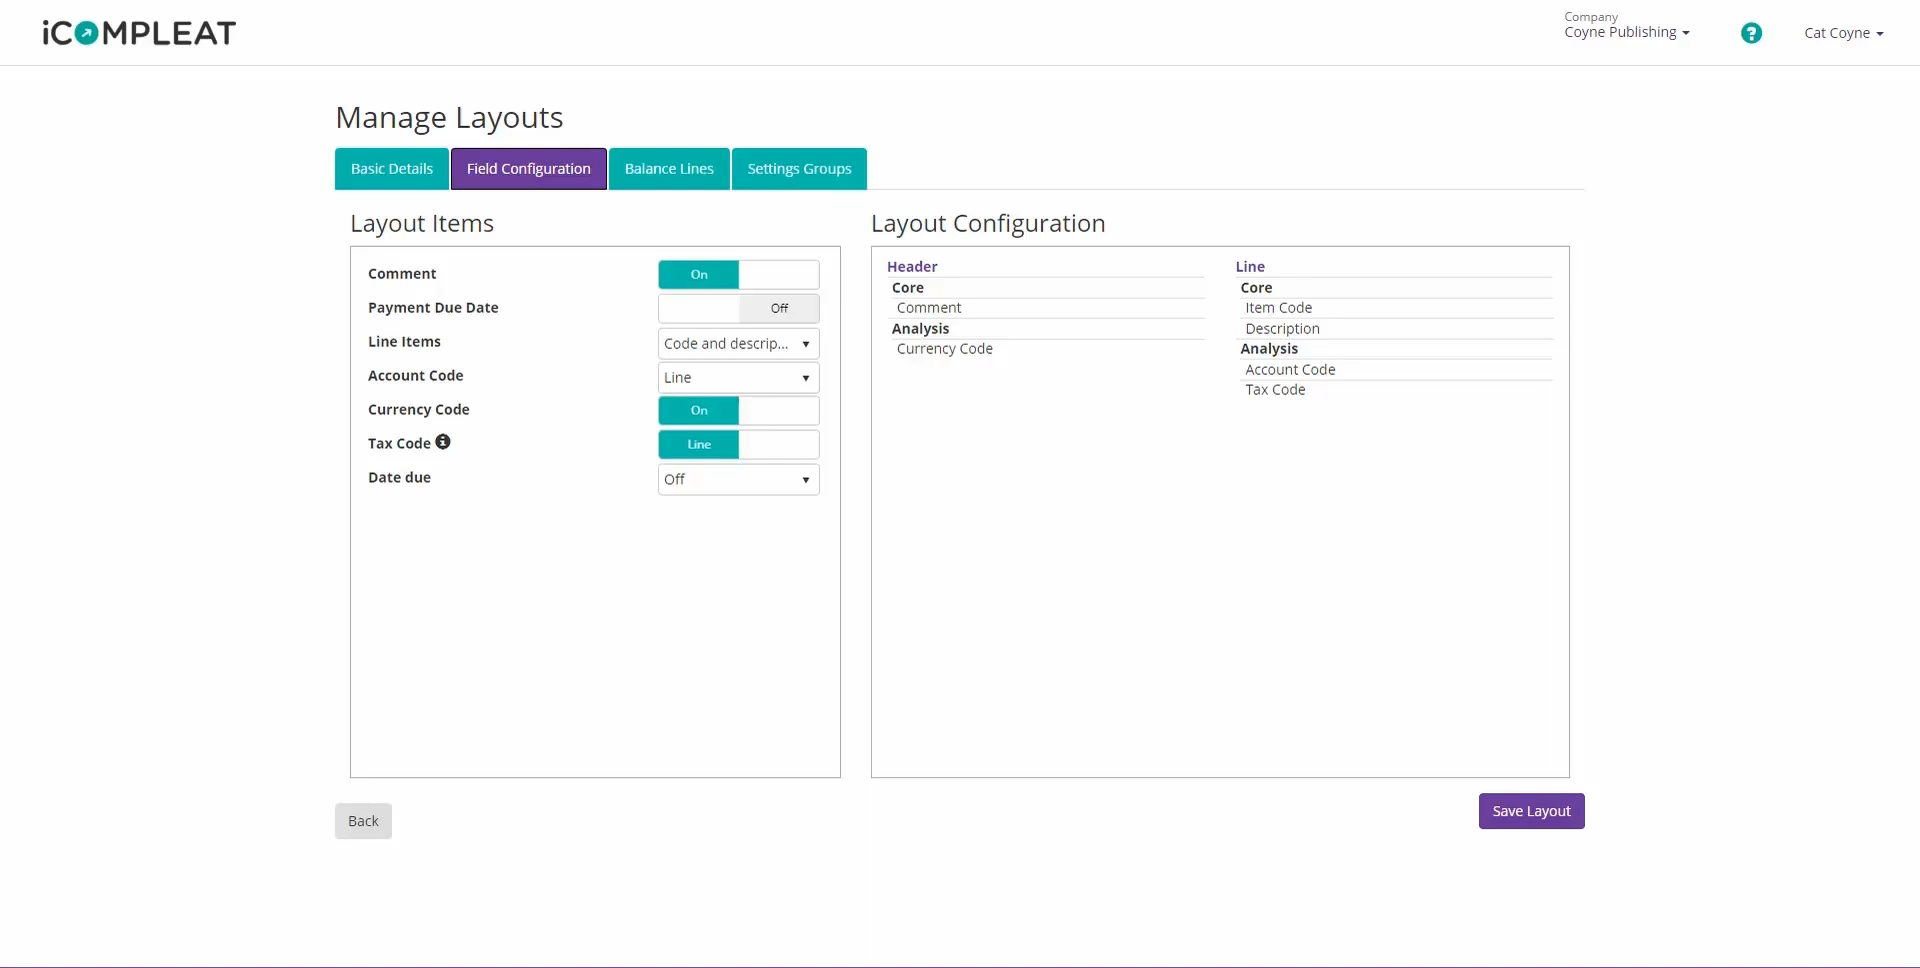 iCOMPLEAT
Company
Coyne Publishing
?
Cat Coyne
Manage Layouts
Basic Details
Field Configuration
Balance Lines
Settings Groups
Layout Items
Comment
On
Payment Due Date
Off
Line Items
Code and descrip...
Account Code
Line
Currency Code
On
Tax Code
Line
Date due
Off
Layout Configuration
Header
Core
Comment
Analysis
Currency Code
Line
Core
Item Code
Description
Analysis
Account Code
Tax Code
Back
Save Layout